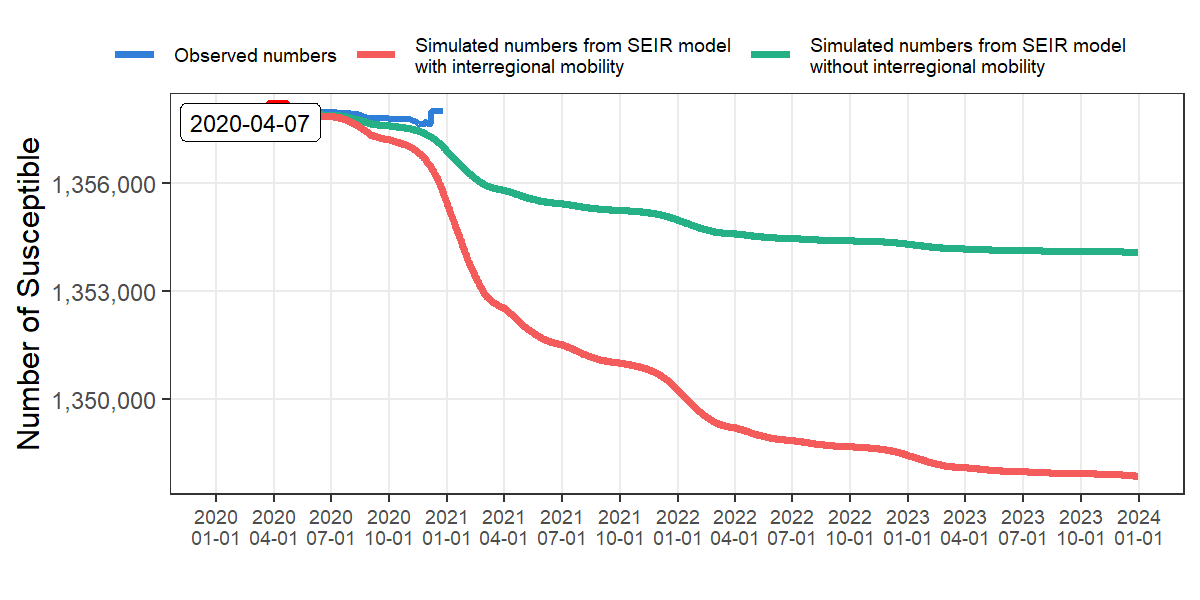 Observed numbers
Simulated numbers from SEIR model
with interregional mobility
Simulated numbers from SEIR model
without interregional mobility
2020-04-07
Number of Susceptible
1,356,000
1,353,000
1,350,000
2020 2020 2020 2020 2021 2021 2021 2021 2022 2022 2022 2022 2023 2023 2023 2023 2024
01-01 04-01 07-01 10-01 01-01 04-01 07-01 10-01 01-01 04-01 07-01 10-01 01-01 04-01 07-01 10-01 01-01